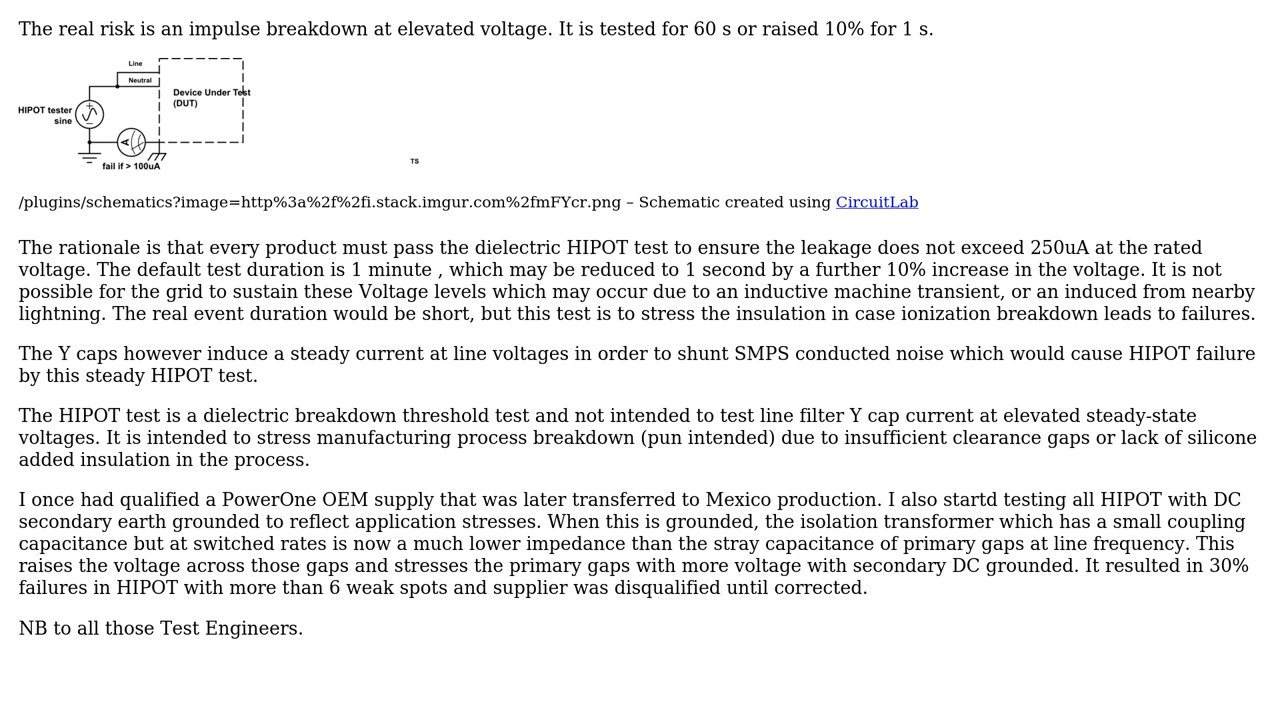 The real risk is an impulse breakdown at elevated voltage. It is tested for 60 s or raised 10% for 1 s.
Line
Neutral
Device Under Test
(DUT)
HIPOT tester
sine
A
fail if > 100uA
TS
/plugins/schematics?image=http%3a%2f%2fi.stack.imgur.com%2fmFYcr.png – Schematic created using CircuitLab
The rationale is that every product must pass the dielectric HIPOT test to ensure the leakage does not exceed 250uA at the rated
voltage. The default test duration is 1 minute , which may be reduced to 1 second by a further 10% increase in the voltage. It is not
possible for the grid to sustain these Voltage levels which may occur due to an inductive machine transient, or an induced from nearby
lightning. The real event duration would be short, but this test is to stress the insulation in case ionization breakdown leads to failures.
The Y caps however induce a steady current at line voltages in order to shunt SMPS conducted noise which would cause HIPOT failure
by this steady HIPOT test.
The HIPOT test is a dielectric breakdown threshold test and not intended to test line filter Y cap current at elevated steady-state
voltages. It is intended to stress manufacturing process breakdown (pun intended) due to insufficient clearance gaps or lack of silicone
added insulation in the process.
I once had qualified a PowerOne OEM supply that was later transferred to Mexico production. I also startd testing all HIPOT with DC
secondary earth grounded to reflect application stresses. When this is grounded, the isolation transformer which has a small coupling
capacitance but at switched rates is now a much lower impedance than the stray capacitance of primary gaps at line frequency. This
raises the voltage across those gaps and stresses the primary gaps with more voltage with secondary DC grounded. It resulted in 30%
failures in HIPOT with more than 6 weak spots and supplier was disqualified until corrected.
NB to all those Test Engineers.